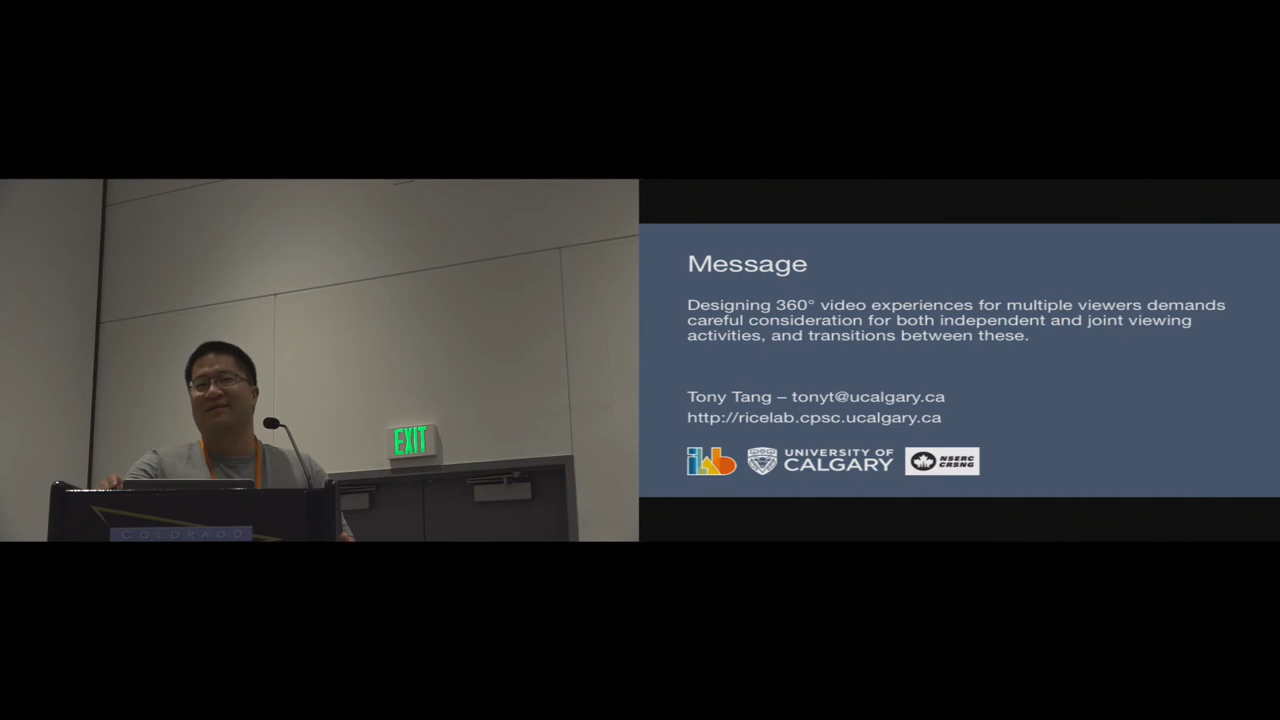 EXIT
COLORADO
Message
Designing 360° video experiences for multiple viewers demands
careful consideration for both independent and joint viewing
activities, and transitions between these.
Tony Tang – tonyt@ucalgary.ca
http://ricelab.cpsc.ucalgary.ca
ilab
UNIVERSITY OF
CALGARY
NSERC
CRSNG